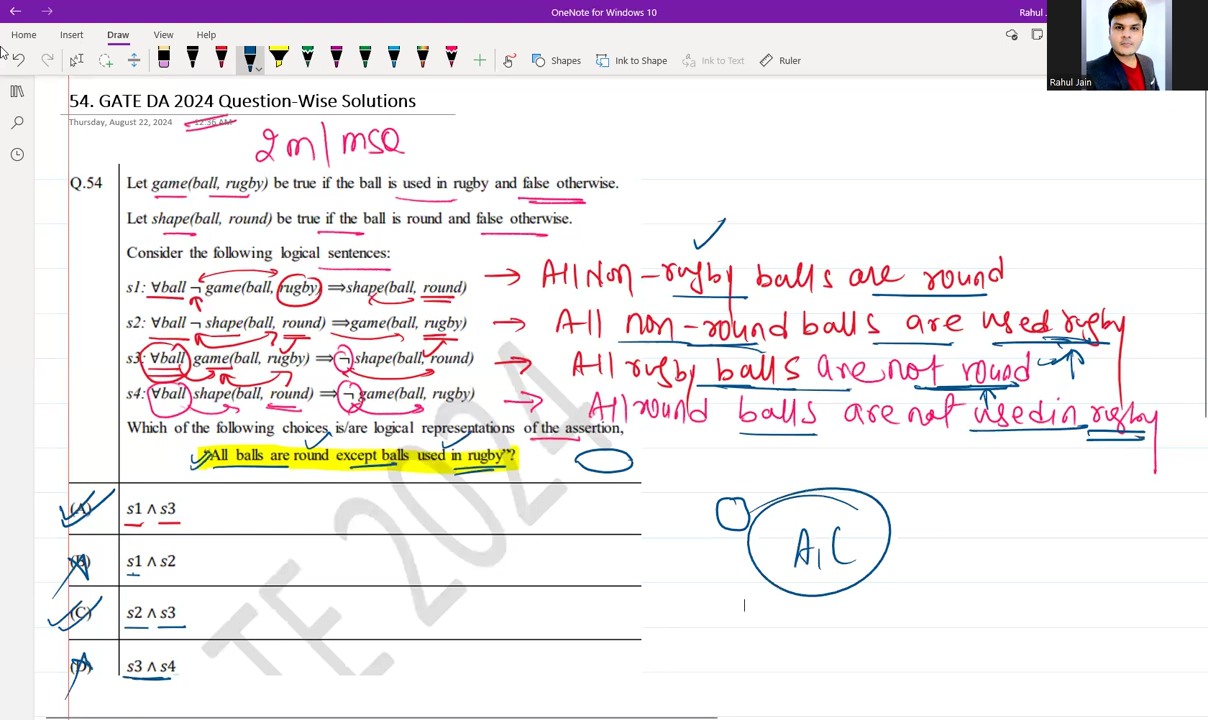 OneNote for Windows 10
Rahul J
Home Insert Draw View Help
Shapes Ink to Shape Ink to Text Ruler
Rahul Jain
54. GATE DA 2024 Question-Wise Solutions
Thursday, August 22, 2024 12:36 AM
2m | MSQ
Q.54
Let game(ball, rugby) be true if the ball is used in rugby and false otherwise.
Let shape(ball, round) be true if the ball is round and false otherwise.
Consider the following logical sentences:
s1: ∀ball ¬ game(ball, rugby) ⟹shape(ball, round) → All Non-rugby balls are round
s2: ∀ball ¬ shape(ball, round) ⟹game(ball, rugby) → All non-round balls are used rugby
s3: ∀ball game(ball, rugby) ⟹¬ shape(ball, round) → All rugby balls are not round
s4: ∀ball shape(ball, round) ⟹ ¬ game(ball, rugby) → All round balls are not used in rugby
Which of the following choices is/are logical representations of the assertion,
"All balls are round except balls used in rugby"?
(A) s1 ∧ s3
(B) s1 ∧ s2
(C) s2 ∧ s3
(D) s3 ∧ s4
A, C
GATE 2024